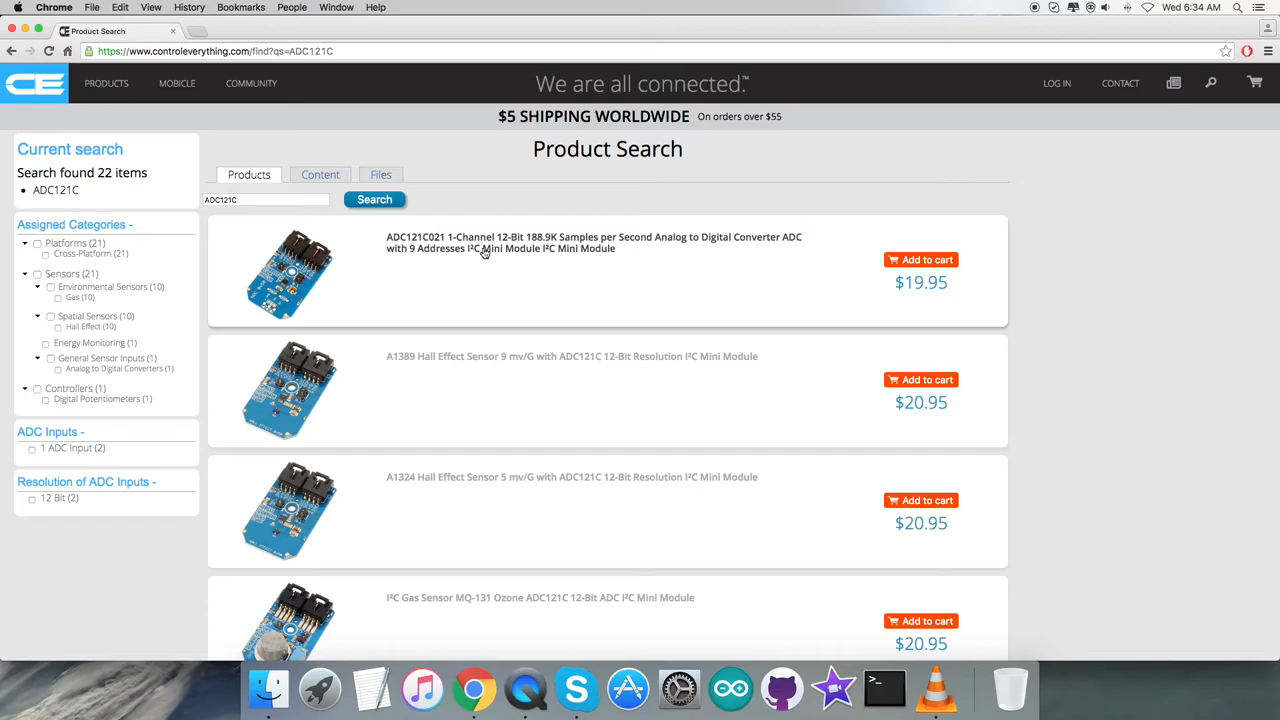 Chrome File Edit View History Bookmarks People Window Help Wed 6:34 AM
Product Search
https://www.controleverything.com/find?qs=ADC121C
CE PRODUCTS MOBICLE COMMUNITY We are all connected.™ LOG IN CONTACT
$5 SHIPPING WORLDWIDE On orders over $55
Current search
Search found 22 items
ADC121C
Assigned Categories -
Platforms (21)
Cross-Platform (21)
Sensors (21)
Environmental Sensors (10)
Gas (10)
Spatial Sensors (10)
Hall Effect (10)
Energy Monitoring (1)
General Sensor Inputs (1)
Analog to Digital Converters (1)
Controllers (1)
Digital Potentiometers (1)
ADC Inputs -
1 ADC Input (2)
Resolution of ADC Inputs -
12 Bit (2)
Product Search
Products Content Files
ADC121C Search
ADC121C021 1-Channel 12-Bit 188.9K Samples per Second Analog to Digital Converter ADC
with 9 Addresses I²C Mini Module I²C Mini Module
Add to cart
$19.95
A1389 Hall Effect Sensor 9 mv/G with ADC121C 12-Bit Resolution I²C Mini Module
Add to cart
$20.95
A1324 Hall Effect Sensor 5 mv/G with ADC121C 12-Bit Resolution I²C Mini Module
Add to cart
$20.95
I²C Gas Sensor MQ-131 Ozone ADC121C 12-Bit ADC I²C Mini Module
Add to cart
$20.95